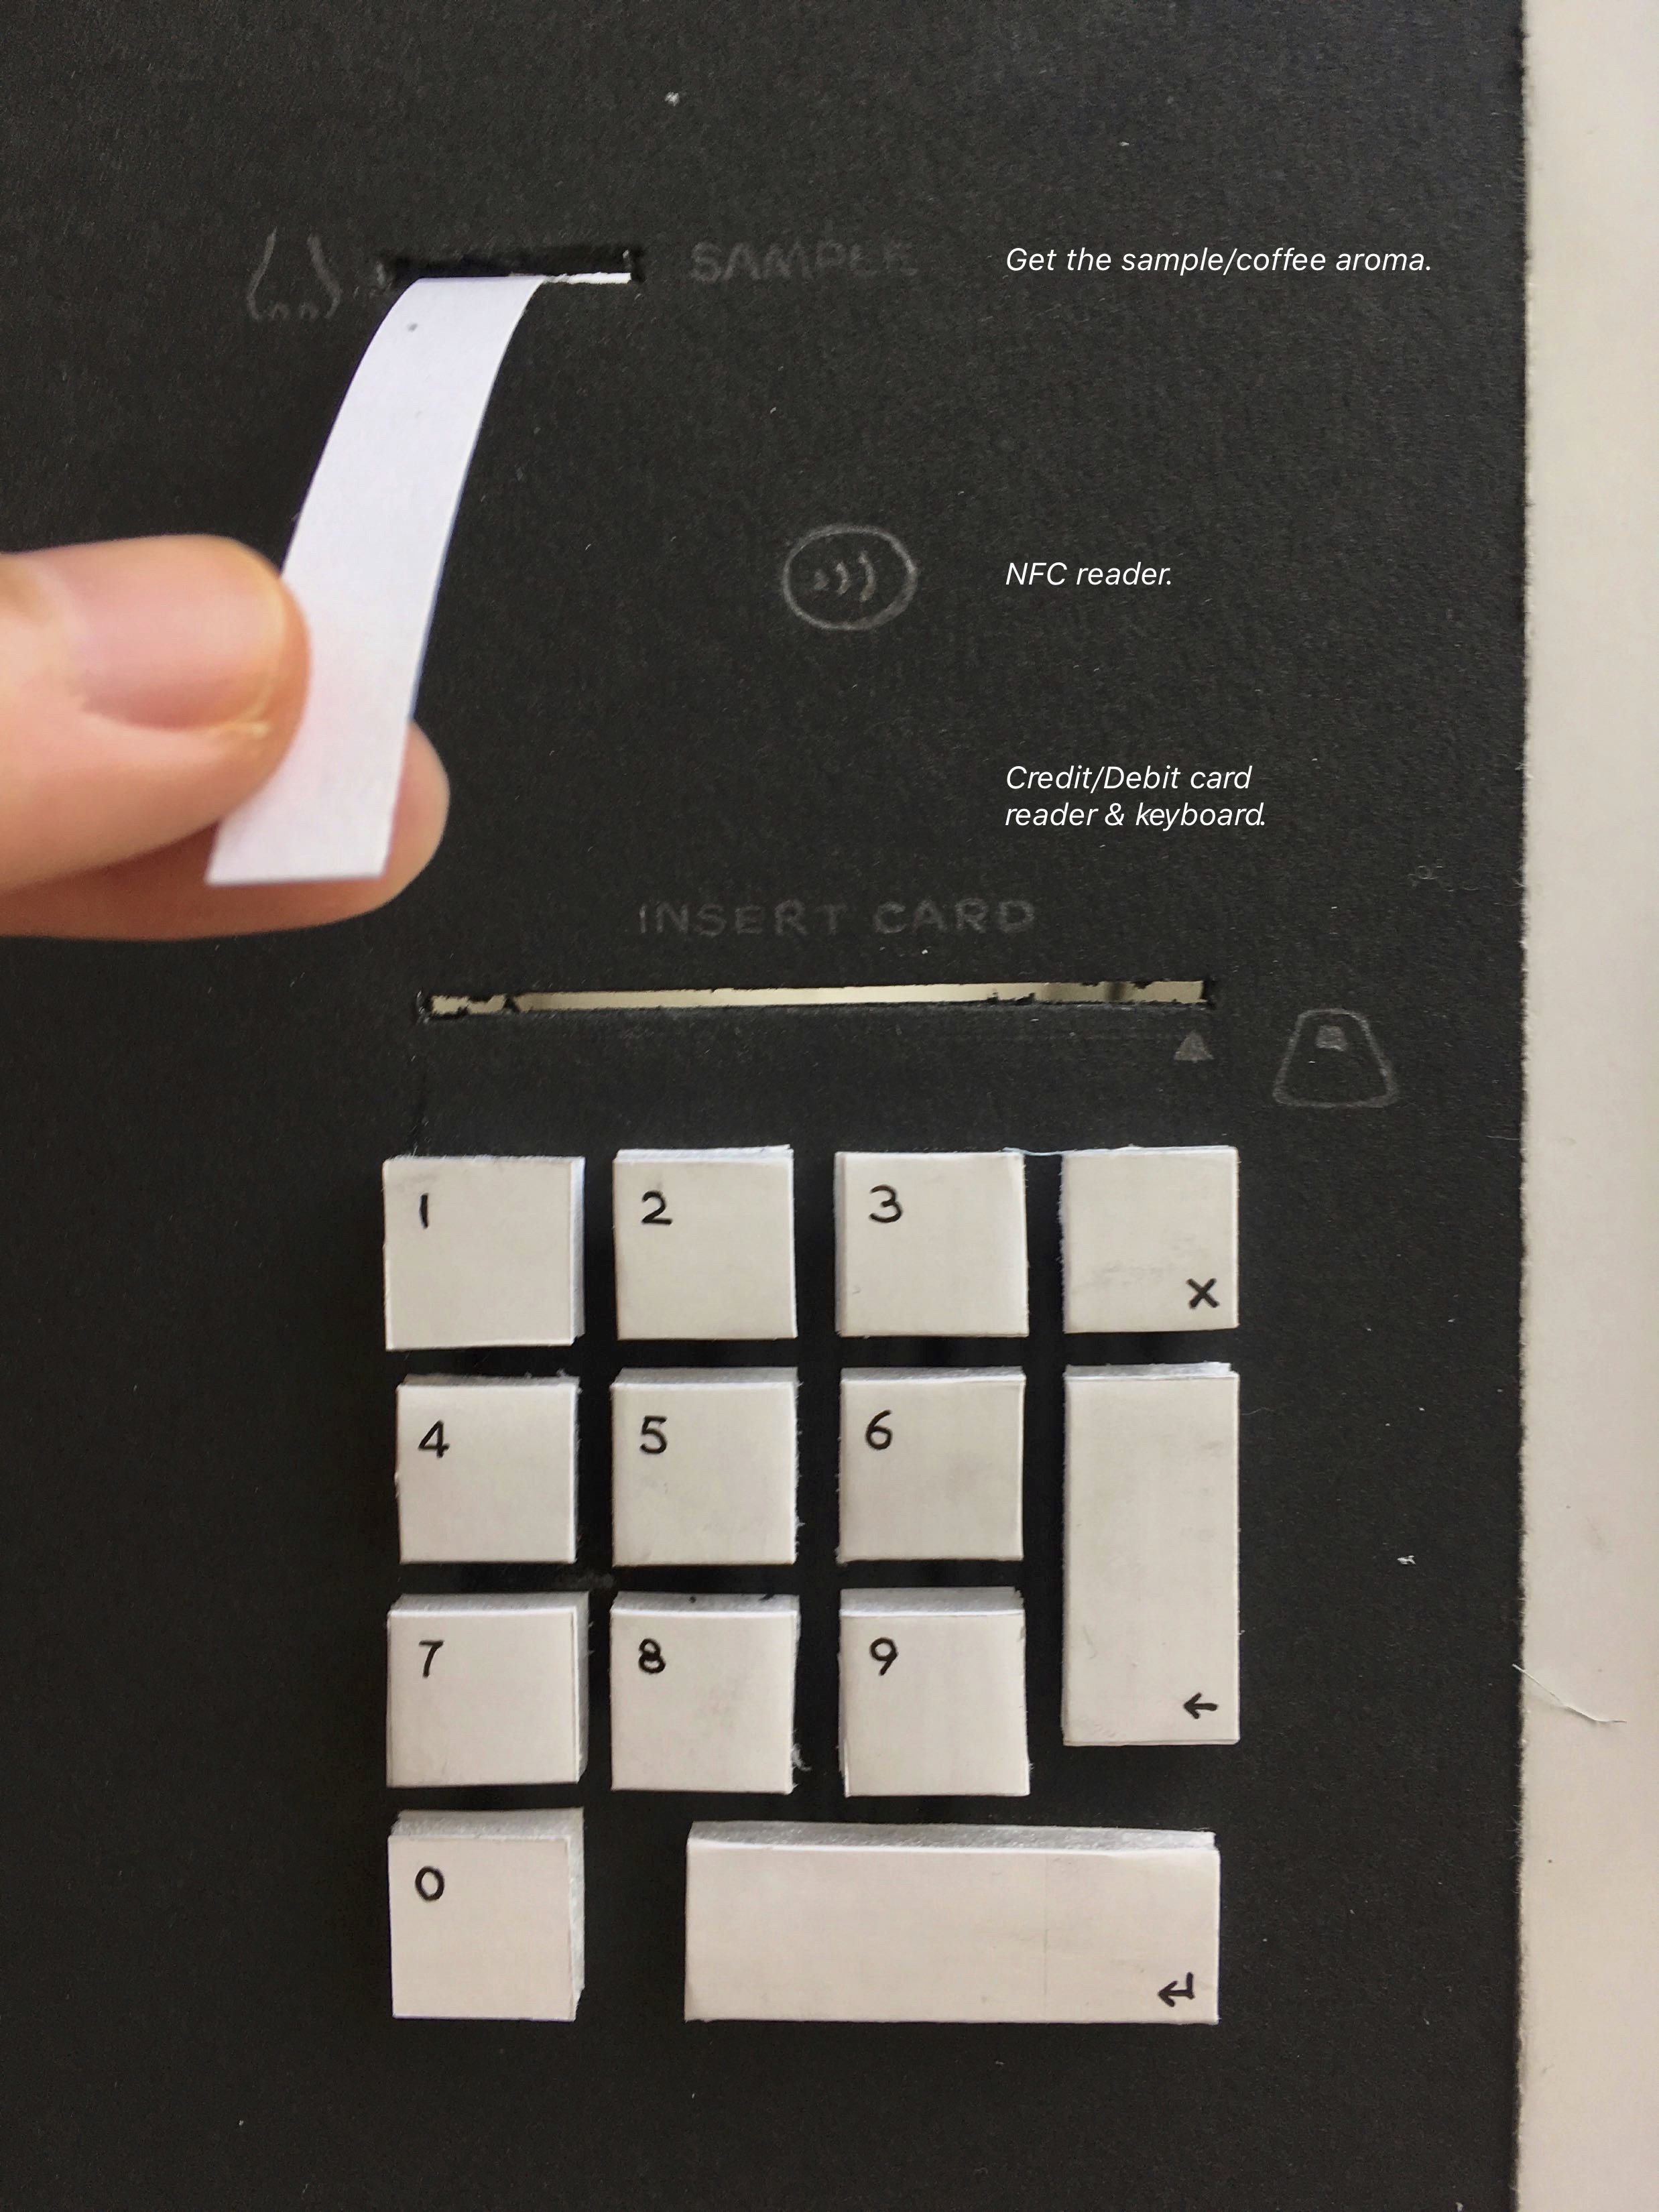 SAMPLE
Get the sample/coffee aroma.
NFC reader.
Credit/Debit card
reader & keyboard.
INSERT CARD
1 2 3 X
4 5 6
7 8 9 ←
0 ↵